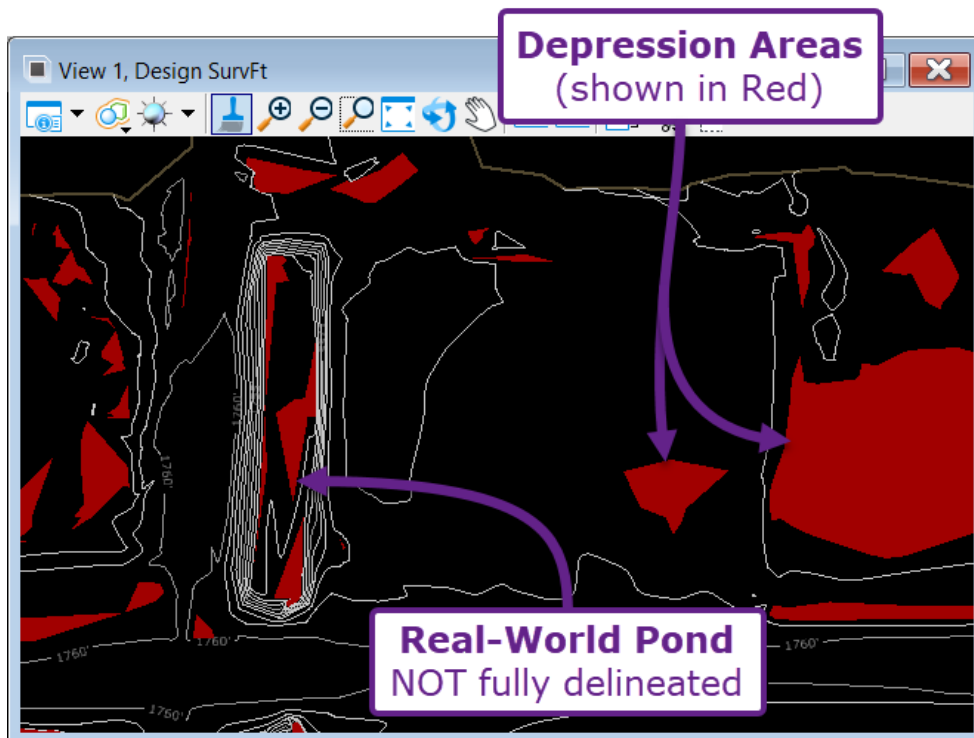 Depression Areas
(shown in Red)
View 1, Design SurvFt
1760'
1760'
1760'
1760'
1760'
1760'
Real-World Pond
NOT fully delineated